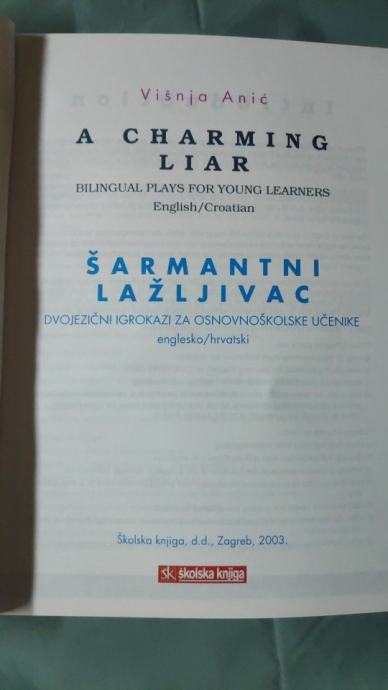 Višnja Anić
A CHARMING
LIAR
BILINGUAL PLAYS FOR YOUNG LEARNERS
English/Croatian
ŠARMANTNI
LAŽLJIVAC
DVOJEZIČNI IGROKAZI ZA OSNOVNOŠKOLSKE UČENIKE
englesko/hrvatski
Školska knjiga, d.d., Zagreb, 2003.
sk školska knjiga